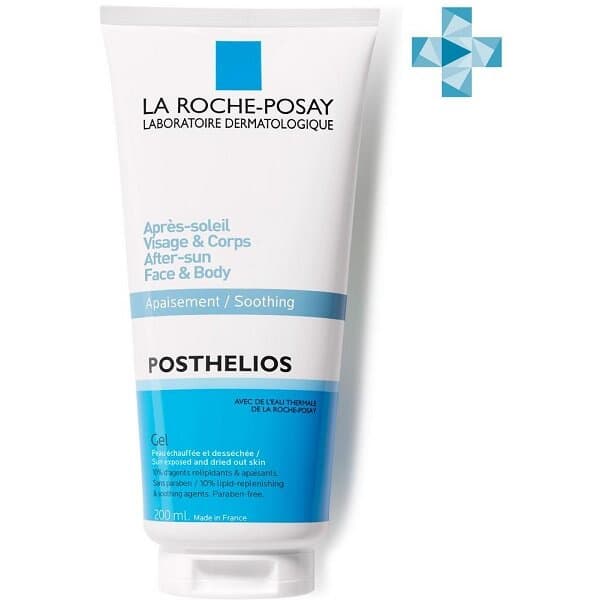 LA ROCHE-POSAY
LABORATOIRE DERMATOLOGIQUE
Après-soleil
Visage & Corps
After-sun
Face & Body
Apaisement / Soothing
POSTHELIOS
AVEC DE L'EAU THERMALE
DE LA ROCHE-POSAY
Gel
Peau échauffée et desséchée /
Sun exposed and dried out skin
10% d'agents relipidants & apaisants.
Sans paraben / 10% lipid-replenishing
& soothing agents. Paraben-free.
200 ml. Made in France